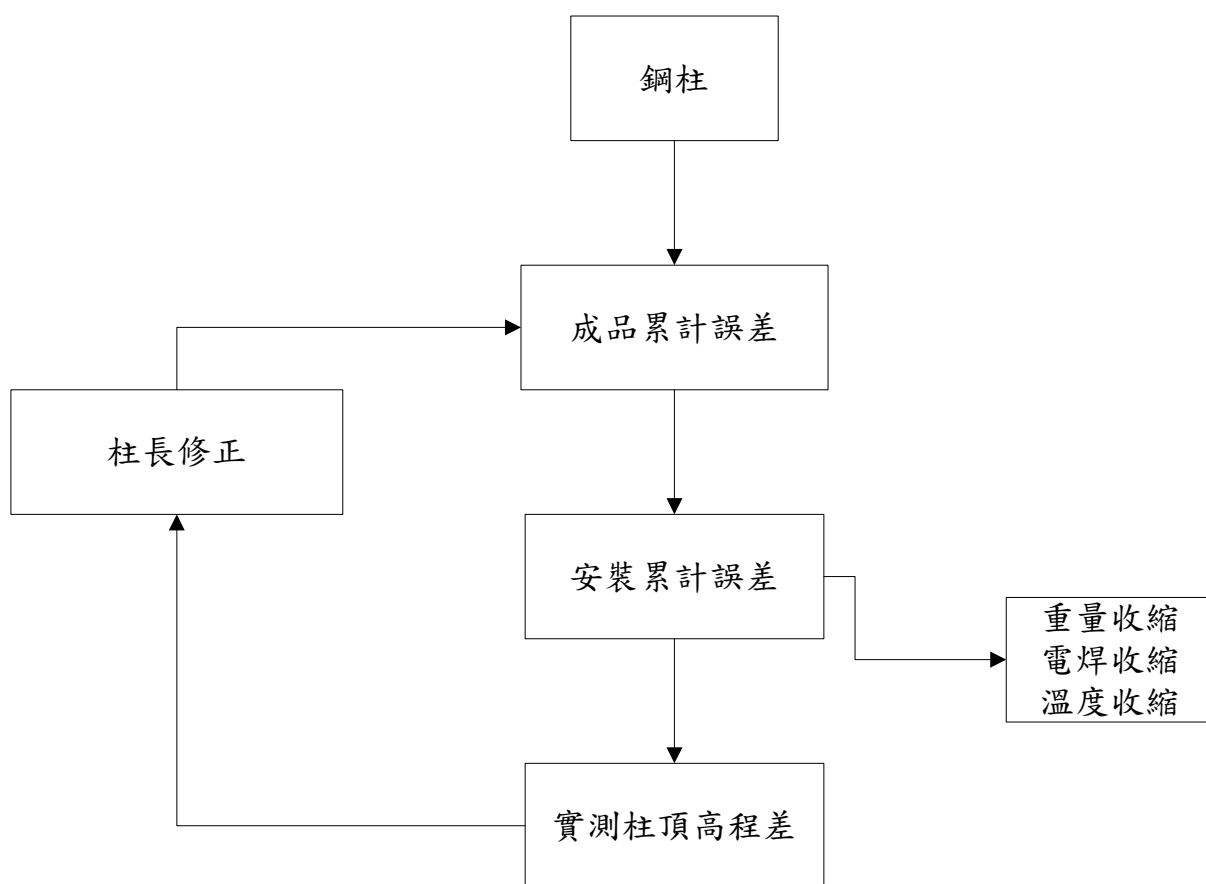 鋼柱
成品累計誤差
柱長修正
安裝累計誤差
重量收縮
電焊收縮
溫度收縮
實測柱頂高程差